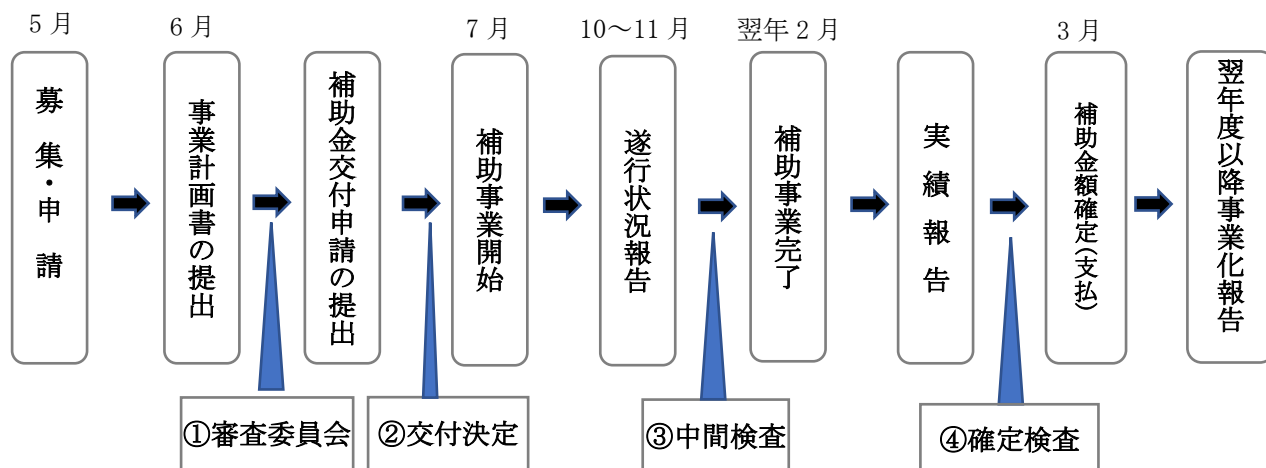 5月
6月
7月
10～11月
翌年2月
3月
募集・申請
事業計画書の提出
補助金交付申請の提出
補助事業開始
遂行状況報告
補助事業完了
実績報告
補助金額確定(支払)
翌年度以降事業化報告
①審査委員会
②交付決定
③中間検査
④確定検査